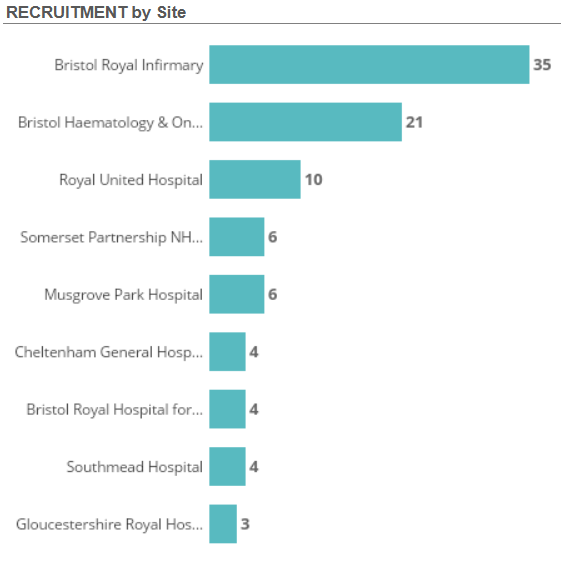 RECRUITMENT by Site
Bristol Royal Infirmary 35
Bristol Haematology & On... 21
Royal United Hospital 10
Somerset Partnership NH... 6
Musgrove Park Hospital 6
Cheltenham General Hosp... 4
Bristol Royal Hospital for... 4
Southmead Hospital 4
Gloucestershire Royal Hos... 3